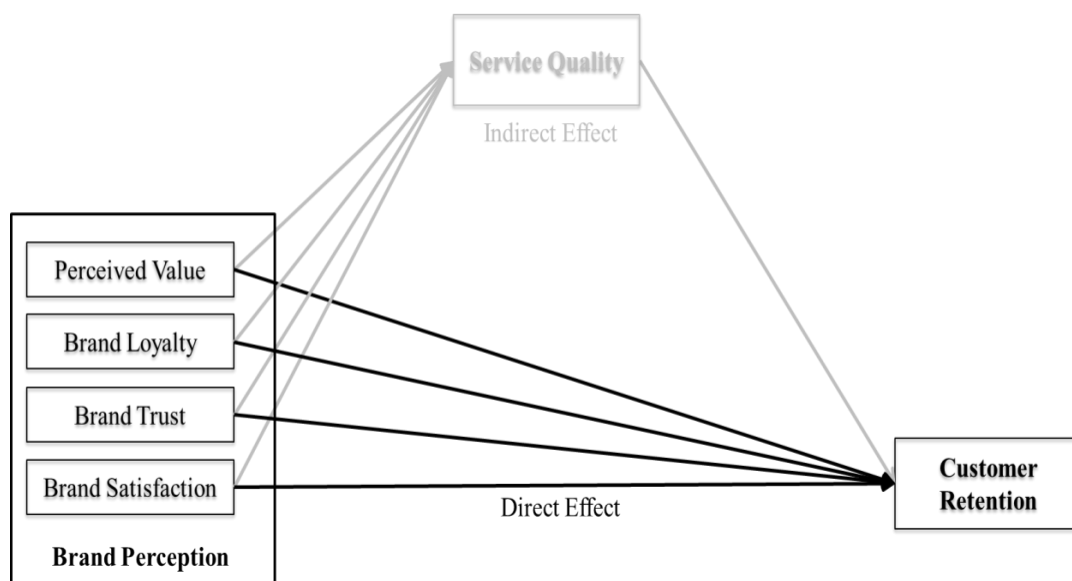 Service Quality
Indirect Effect
Perceived Value
Brand Loyalty
Brand Trust
Brand Satisfaction
Brand Perception
Direct Effect
Customer
Retention